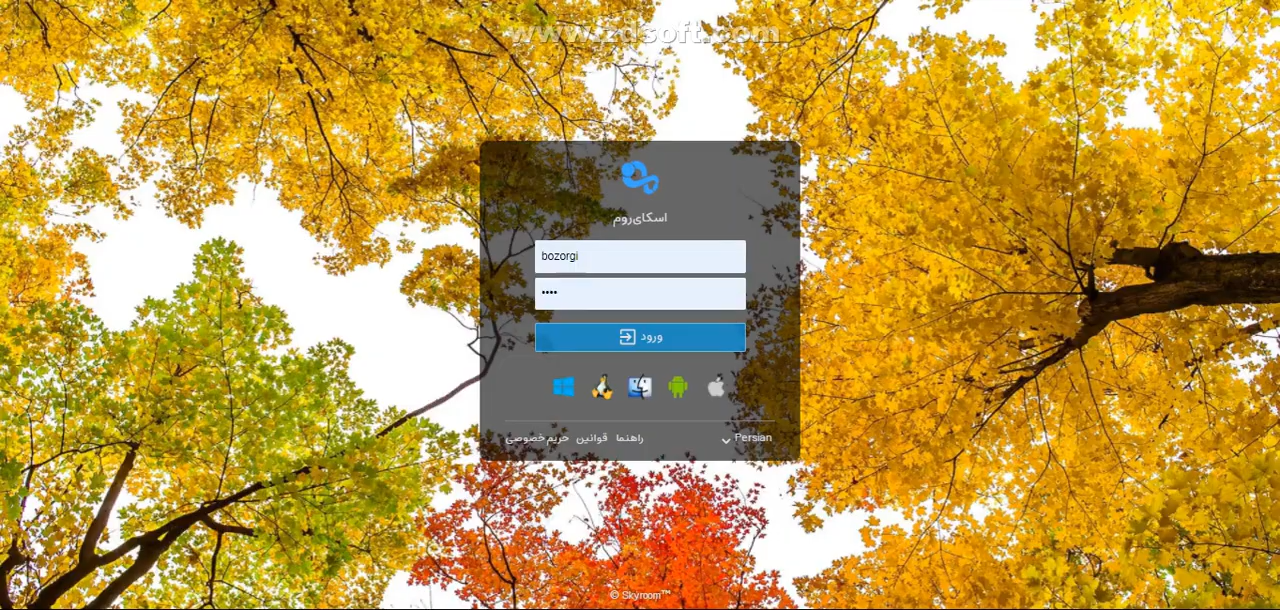 www.zdsoft.com
اسکای‌روم
bozorgi
••••
ورود
Persian
راهنما قوانین حریم‌خصوصی
© Skyroom™